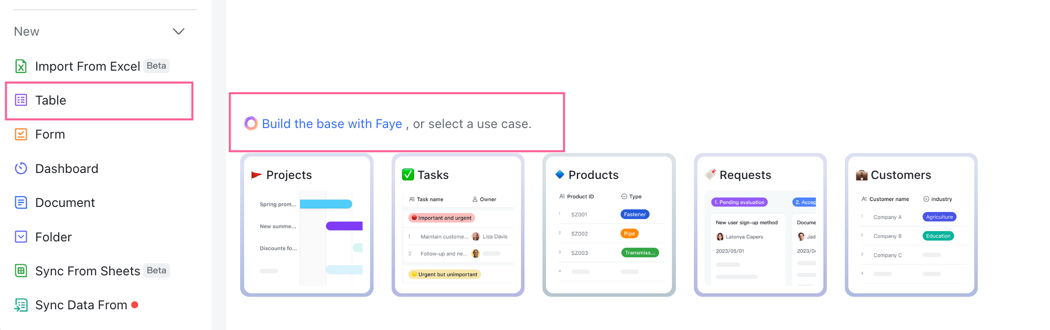 New
Import From Excel Beta
Table
Form
Dashboard
Document
Folder
Sync From Sheets Beta
Sync Data From
Build the base with Faye , or select a use case.
Projects
Spring prom...
New summe...
Discounts fo...
Tasks
Task name Owner
Important and urgent
1 Maintain custome... Lisa Davis
2 Follow-up and ne...
Urgent but unimportant
Products
Product ID Type
1 SZ001 Fastener
2 SZ002 Pipe
3 SZ003 Transmiss...
4
Requests
1. Pending evaluation 2. Accep
New user sign-up method Documen
Latonya Capers Jad
2023/05/01 2023/03
Customers
Customer name Industry
1 Company A Agriculture
2 Company B Education
3 Company C
4